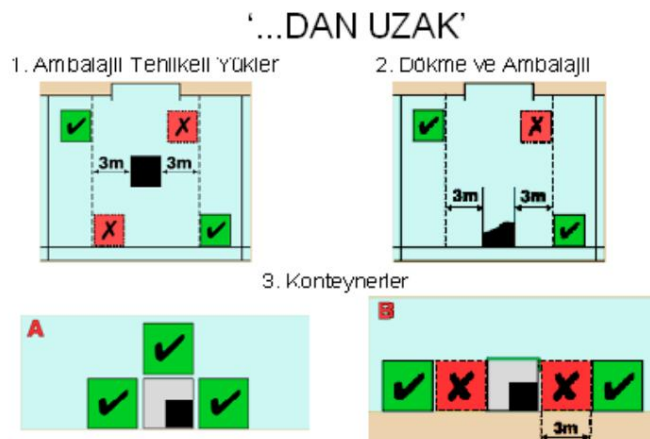 ‘...DAN UZAK’
1. Ambalajlı Tehlikeli Yükler
2. Dökme ve Ambalajlı
3m
3m
3m
3m
3. Konteynerler
A
B
3m